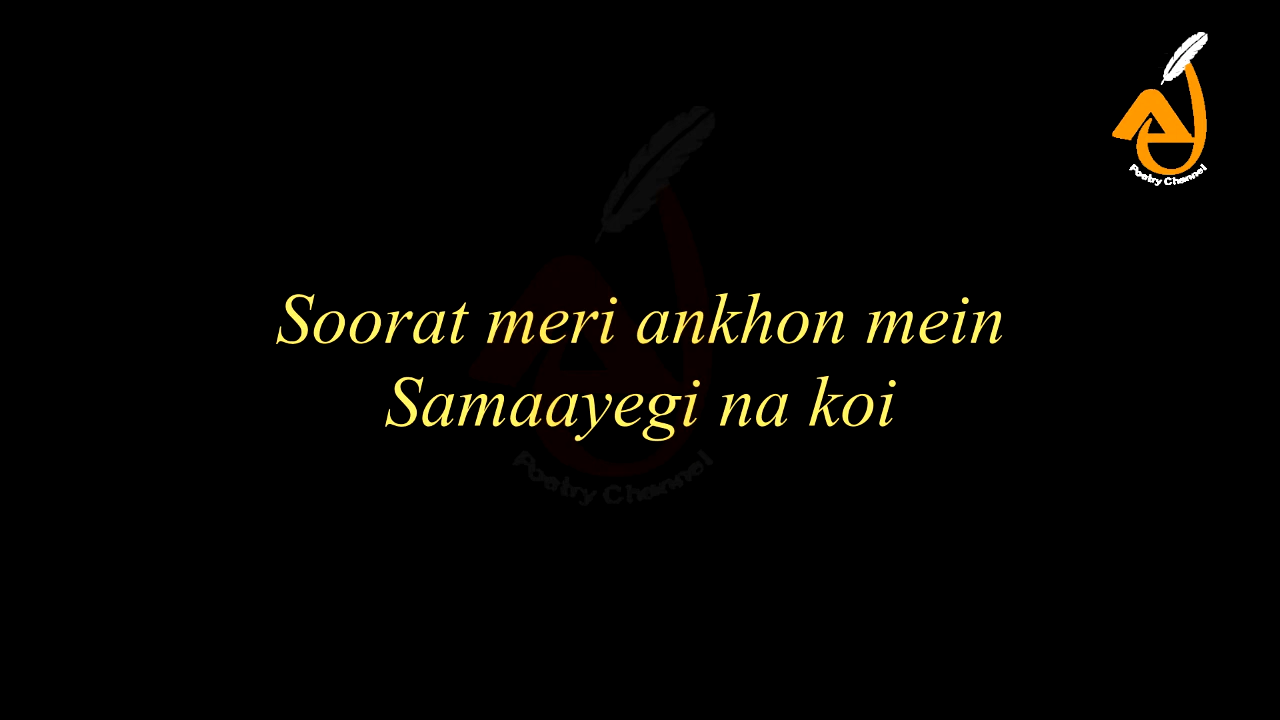 Poetry Channel
Soorat meri ankhon mein
Samaayegi na koi
Poetry Channel